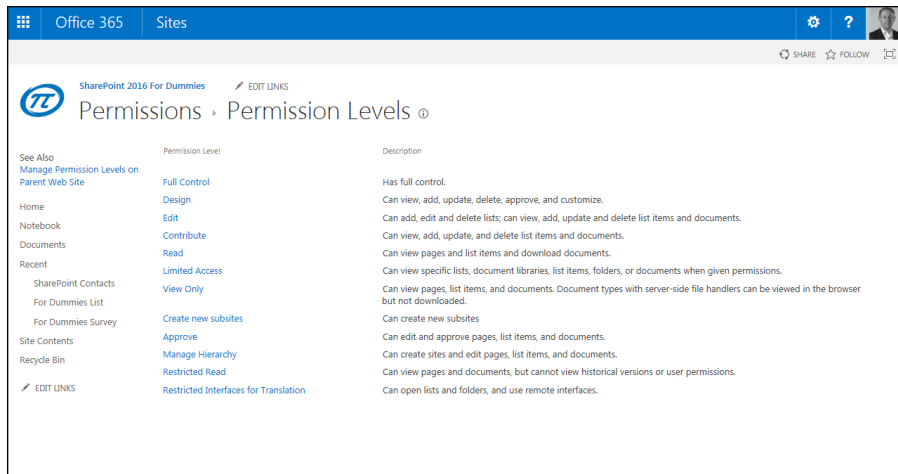 Office 365 Sites ?
SHARE FOLLOW
SharePoint 2016 For Dummies EDIT LINKS
Permissions Permission Levels
See Also
Manage Permission Levels on
Parent Web Site
Home
Notebook
Documents
Recent
SharePoint Contacts
For Dummies List
For Dummies Survey
Site Contents
Recycle Bin
EDIT LINKS
Permission Level Description
Full Control Has full control.
Design Can view, add, update, delete, approve, and customize.
Edit Can add, edit and delete lists; can view, add, update and delete list items and documents.
Contribute Can view, add, update, and delete list items and documents.
Read Can view pages and list items and download documents.
Limited Access Can view specific lists, document libraries, list items, folders, or documents when given permissions.
View Only Can view pages, list items, and documents. Document types with server-side file handlers can be viewed in the browser
but not downloaded.
Create new subsites Can create new subsites
Approve Can edit and approve pages, list items, and documents.
Manage Hierarchy Can create sites and edit pages, list items, and documents.
Restricted Read Can view pages and documents, but cannot view historical versions or user permissions.
Restricted Interfaces for Translation Can open lists and folders, and use remote interfaces.